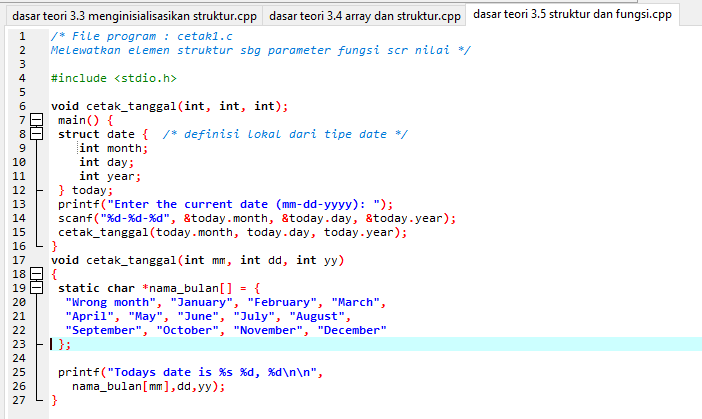 dasar teori 3.3 menginisialisasikan struktur.cpp dasar teori 3.4 array dan struktur.cpp dasar teori 3.5 struktur dan fungsi.cpp
1 /* File program : cetak1.c
2 Melewatkan elemen struktur sbg parameter fungsi scr nilai */
3
4 #include <stdio.h>
5
6 void cetak_tanggal(int, int, int);
7 main() {
8 struct date { /* definisi lokal dari tipe date */
9 int month;
10 int day;
11 int year;
12 } today;
13 printf("Enter the current date (mm-dd-yyyy): ");
14 scanf("%d-%d-%d", &today.month, &today.day, &today.year);
15 cetak_tanggal(today.month, today.day, today.year);
16 }
17 void cetak_tanggal(int mm, int dd, int yy)
18 {
19 static char *nama_bulan[] = {
20 "Wrong month", "January", "February", "March",
21 "April", "May", "June", "July", "August",
22 "September", "October", "November", "December"
23 };
24
25 printf("Todays date is %s %d, %d\n\n",
26 nama_bulan[mm],dd,yy);
27 }